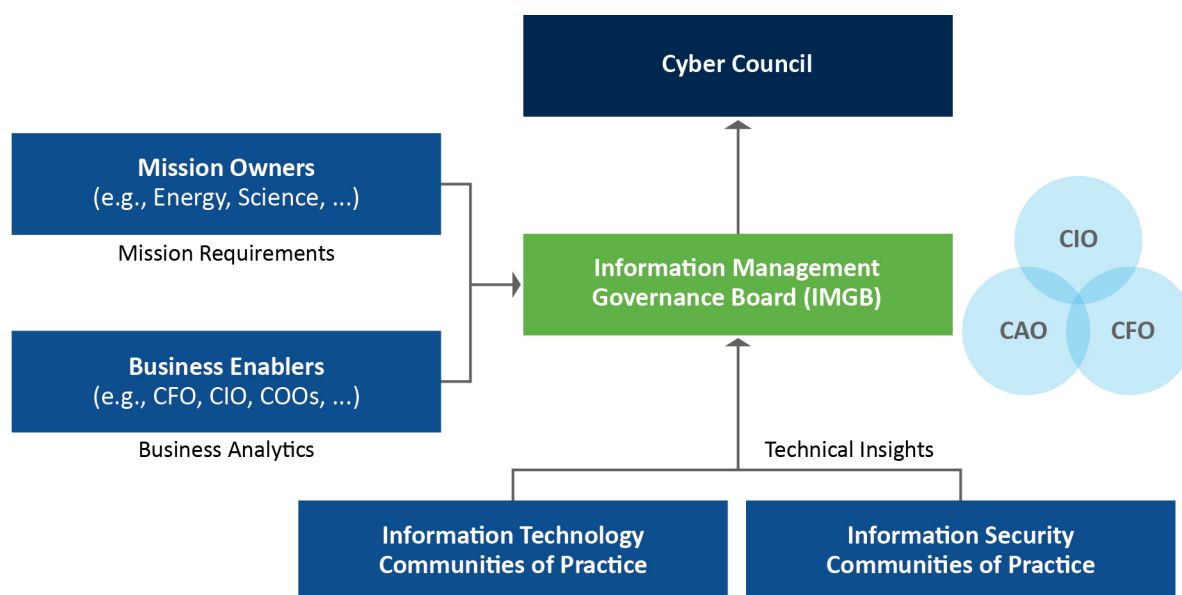 Cyber Council
Mission Owners
(e.g., Energy, Science, ...)
Mission Requirements
Information Management
Governance Board (IMGB)
CIO
CAO
CFO
Business Enablers
(e.g., CFO, CIO, COOs, ...)
Business Analytics
Technical Insights
Information Technology
Communities of Practice
Information Security
Communities of Practice